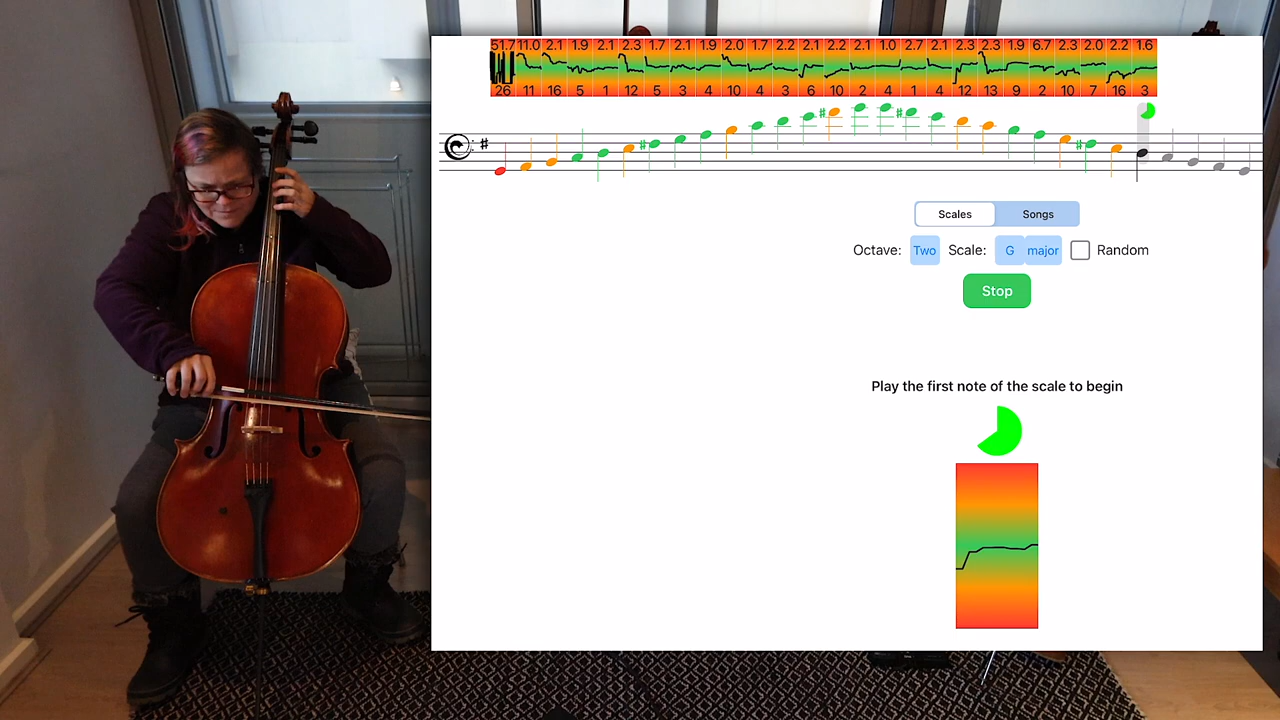 51.7 11.0 2.1 1.9 2.1 2.3 1.7 2.1 1.9 2.0 1.7 2.2 2.1 2.2 2.1 1.0 2.7 2.1 2.3 2.3 1.9 6.7 2.3 2.0 2.2 1.6
26 11 16 5 1 12 5 3 4 10 4 3 6 10 2 4 1 4 12 13 9 2 10 7 16 3
Scales Songs
Octave: Two Scale: G major Random
Stop
Play the first note of the scale to begin